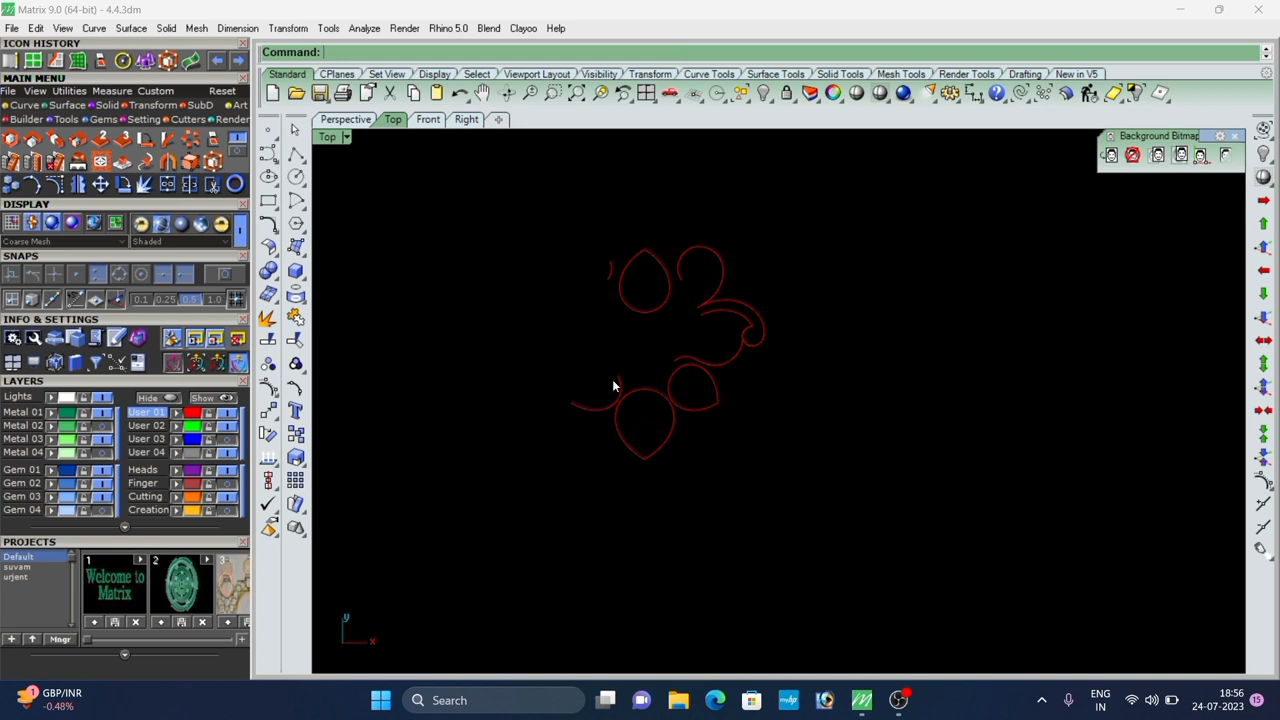 Matrix 9.0 (64-bit) - 4.4.3dm
File Edit View Curve Surface Solid Mesh Dimension Transform Tools Analyze Render Rhino 5.0 Blend Clayoo Help
ICON HISTORY
Command:
MAIN MENU
Standard CPlanes Set View Display Select Viewport Layout Visibility Transform Curve Tools Surface Tools Solid Tools Mesh Tools Render Tools Drafting New in V5
File View Utilities Measure Custom Reset
Curve Surface Solid Transform SubD Art
Builder Tools Gems Setting Cutters Render
Perspective Top Front Right
Top
Background Bitmap
DISPLAY
Coarse Mesh Shaded
SNAPS
0.1 0.25 0.5 1.0
INFO & SETTINGS
LAYERS
Lights Hide Show
Metal 01 User 01
Metal 02 User 02
Metal 03 User 03
Metal 04 User 04
Gem 01 Heads
Gem 02 Finger
Gem 03 Cutting
Gem 04 Creation
PROJECTS
Default
suvam
urjent
1 2 3
Welcome to
Matrix
Mngr
y
x
1
GBP/INR
-0.48%
Search
ENG
IN
18:56
24-07-2023
15